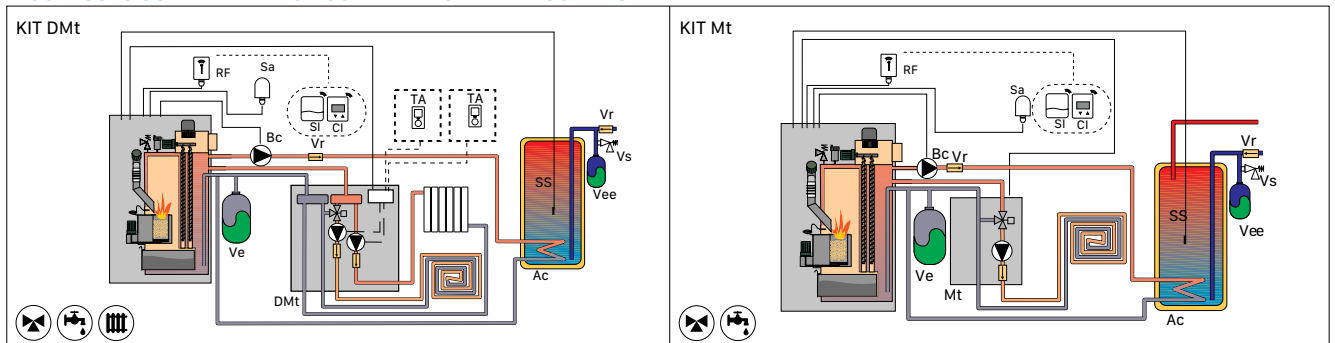 KIT DMt
RF
Sa
SI CI
TA TA
Bc
Vr
Vr
Vs
Vee
SS
Ve
DMt
Ac
KIT Mt
RF
Sa
SI CI
Bc Vr
Vr
Vs
Vee
SS
Ve
Mt
Ac